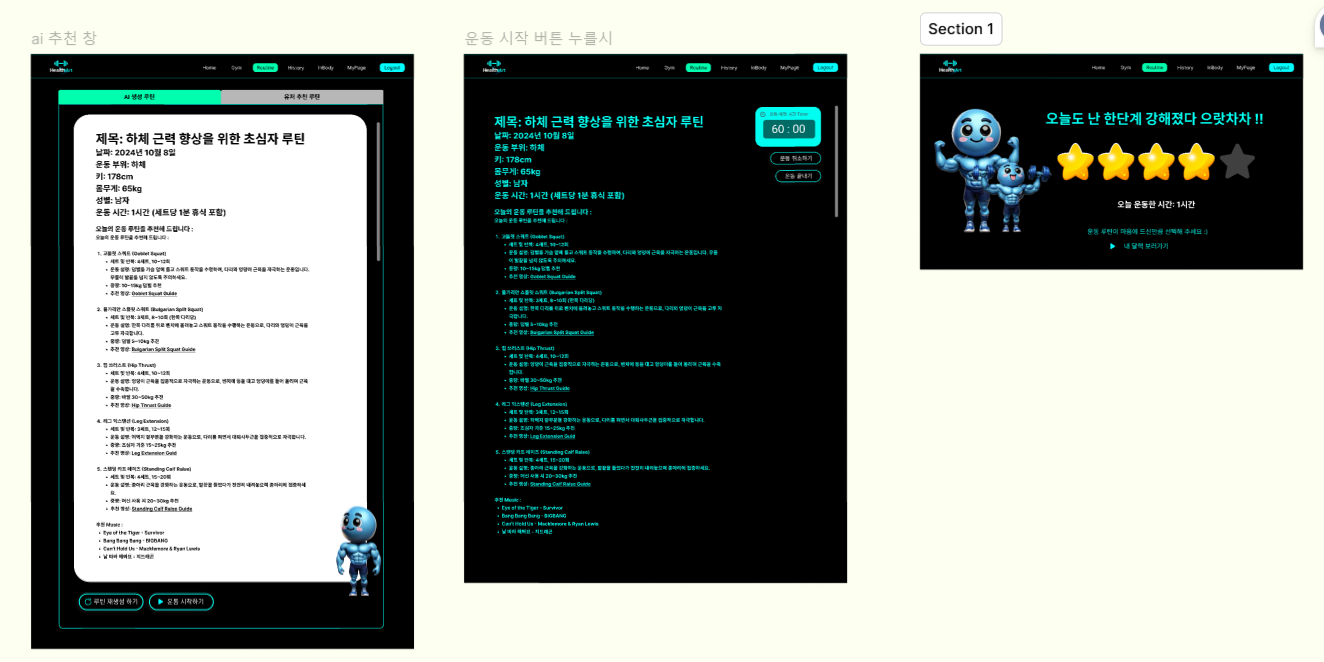 ai 추천 창
HealthyArt
Home Gym Routine History InBody MyPage Logout
AI 생성 루틴
유저 추천 루틴
제목: 하체 근력 향상을 위한 초심자 루틴
날짜: 2024년 10월 8일
운동 부위: 하체
키: 178cm
몸무게: 65kg
성별: 남자
운동 시간: 1시간 (세트당 1분 휴식 포함)
오늘의 운동 루틴을 추천해 드립니다 :
오늘의 운동 루틴을 추천해 드립니다 :
1. 고블릿 스쿼트 (Goblet Squat)
• 세트 및 반복: 4세트, 10~12회
• 운동 설명: 덤벨을 가슴 앞에 들고 스쿼트 동작을 수행하며, 다리와 엉덩이 근육을 자극하는 운동입니다.
무릎이 발끝을 넘지 않도록 주의하세요.
• 중량: 10~15kg 덤벨 추천
• 추천 영상: Goblet Squat Guide
2. 불가리안 스플릿 스쿼트 (Bulgarian Split Squat)
• 세트 및 반복: 3세트, 8~10회 (한쪽 다리당)
• 운동 설명: 한쪽 다리를 뒤로 벤치에 올려놓고 스쿼트 동작을 수행하는 운동으로, 다리와 엉덩이 근육을
고루 자극합니다.
• 중량: 덤벨 5~10kg 추천
• 추천 영상: Bulgarian Split Squat Guide
3. 힙 쓰러스트 (Hip Thrust)
• 세트 및 반복: 4세트, 10~12회
• 운동 설명: 엉덩이 근육을 집중적으로 자극하는 운동으로, 벤치에 등을 대고 엉덩이를 들어 올리며 근육
을 수축합니다.
• 중량: 바벨 30~50kg 추천
• 추천 영상: Hip Thrust Guide
4. 레그 익스텐션 (Leg Extension)
• 세트 및 반복: 3세트, 12~15회
• 운동 설명: 허벅지 앞부분을 강화하는 운동으로, 다리를 펴면서 대퇴사두근을 집중적으로 자극합니다.
• 중량: 초심자 기준 15~25kg 추천
• 추천 영상: Leg Extension Guid
5. 스탠딩 카프 레이즈 (Standing Calf Raise)
• 세트 및 반복: 4세트, 15~20회
• 운동 설명: 종아리 근육을 강화하는 운동으로, 발끝을 들었다가 천천히 내려놓으며 종아리에 집중하세
요.
• 중량: 머신 사용 시 20~30kg 추천
• 추천 영상: Standing Calf Raise Guide
추천 Music :
• Eye of the Tiger - Survivor
• Bang Bang Bang - BIGBANG
• Can't Hold Us - Macklemore & Ryan Lewis
• 날 따라 해봐요 - 지드래곤
루틴 재생성 하기
운동 시작하기
운동 시작 버튼 누를시
HealthyArt
Home Gym Routine History InBody MyPage Logout
60 : 00
운동 취소하기
운동 끝내기
제목: 하체 근력 향상을 위한 초심자 루틴
날짜: 2024년 10월 8일
운동 부위: 하체
키: 178cm
몸무게: 65kg
성별: 남자
운동 시간: 1시간 (세트당 1분 휴식 포함)
오늘의 운동 루틴을 추천해 드립니다 :
오늘의 운동 루틴을 추천해 드립니다 :
1. 고블릿 스쿼트 (Goblet Squat)
• 세트 및 반복: 4세트, 10~12회
• 운동 설명: 덤벨을 가슴 앞에 들고 스쿼트 동작을 수행하며, 다리와 엉덩이 근육을 자극하는 운동입니다. 무릎
이 발끝을 넘지 않도록 주의하세요.
• 중량: 10~15kg 덤벨 추천
• 추천 영상: Goblet Squat Guide
2. 불가리안 스플릿 스쿼트 (Bulgarian Split Squat)
• 세트 및 반복: 3세트, 8~10회 (한쪽 다리당)
• 운동 설명: 한쪽 다리를 뒤로 벤치에 올려놓고 스쿼트 동작을 수행하는 운동으로, 다리와 엉덩이 근육을 고루 자
극합니다.
• 중량: 덤벨 5~10kg 추천
• 추천 영상: Bulgarian Split Squat Guide
3. 힙 쓰러스트 (Hip Thrust)
• 세트 및 반복: 4세트, 10~12회
• 운동 설명: 엉덩이 근육을 집중적으로 자극하는 운동으로, 벤치에 등을 대고 엉덩이를 들어 올리며 근육을 수축
합니다.
• 중량: 바벨 30~50kg 추천
• 추천 영상: Hip Thrust Guide
4. 레그 익스텐션 (Leg Extension)
• 세트 및 반복: 3세트, 12~15회
• 운동 설명: 허벅지 앞부분을 강화하는 운동으로, 다리를 펴면서 대퇴사두근을 집중적으로 자극합니다.
• 중량: 초심자 기준 15~25kg 추천
• 추천 영상: Leg Extension Guid
5. 스탠딩 카프 레이즈 (Standing Calf Raise)
• 세트 및 반복: 4세트, 15~20회
• 운동 설명: 종아리 근육을 강화하는 운동으로, 발끝을 들었다가 천천히 내려놓으며 종아리에 집중하세요.
• 중량: 머신 사용 시 20~30kg 추천
• 추천 영상: Standing Calf Raise Guide
추천 Music :
• Eye of the Tiger - Survivor
• Bang Bang Bang - BIGBANG
• Can't Hold Us - Macklemore & Ryan Lewis
• 날 따라 해봐요 - 지드래곤
Section 1
HealthyArt
Home Gym Routine History InBody MyPage Logout
오늘도 난 한단계 강해졌다 으랏차차 !!
오늘 운동한 시간: 1시간
운동 루틴이 마음에 드신만큼 선택해 주세요 :)
내 달력 보러가기